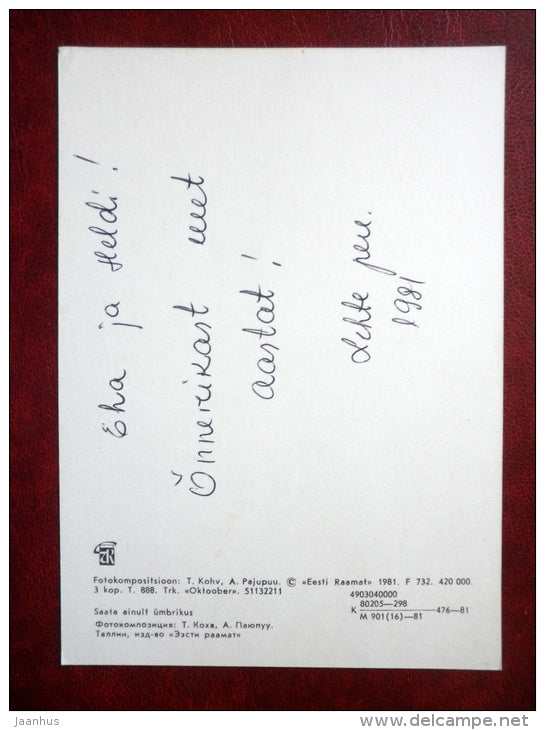 Eha ja Heldi!
Õnnerikast uut
aastat!
Lehte per.
1981
Fotokompositsioon: T. Kohv, A. Pajupuu. © «Eesti Raamat» 1981. F 732. 420 000.
3 kop. T. 888. Trk. «Oktoober». 51132211
Saata ainult ümbrikus
Фотокомпозиция: Т. Кохв, А. Паюпуу.
Таллин, изд-во «Ээсти раамат»
4903040000
К 80205—298 476—81
М 901(16)—81
jaanhus
www.delcampe.net